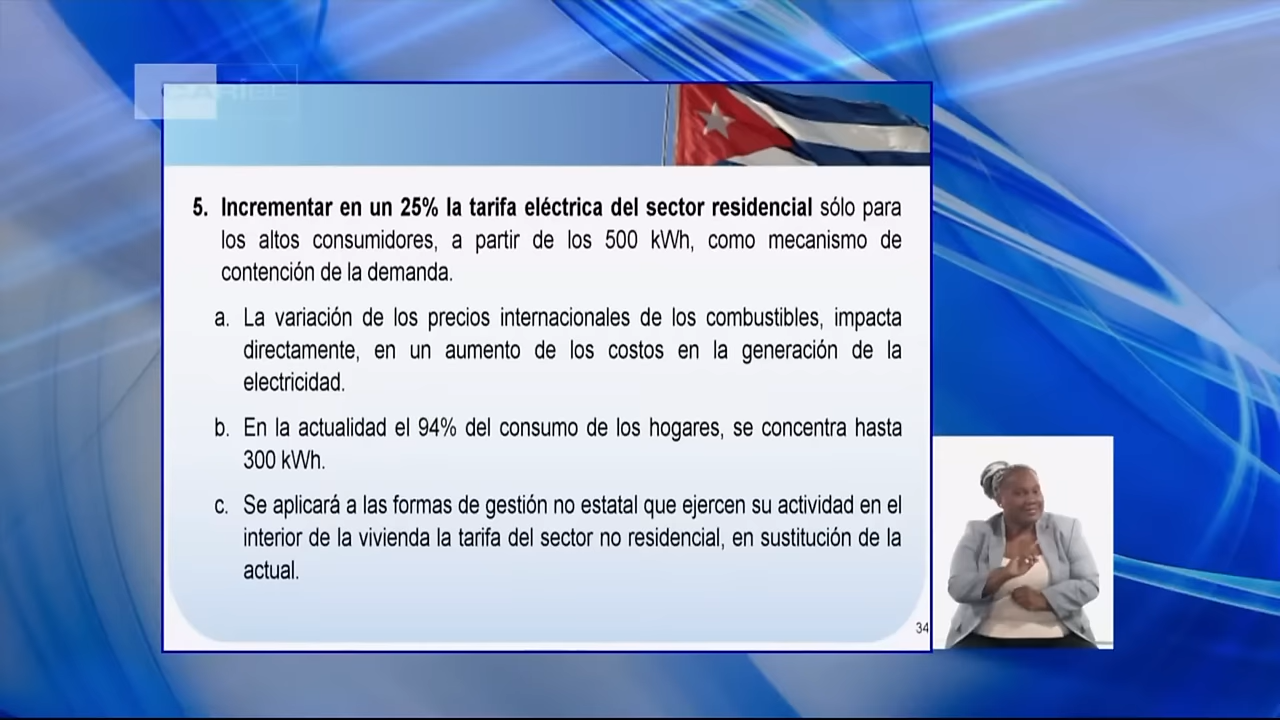 CARIBE
5. Incrementar en un 25% la tarifa eléctrica del sector residencial sólo para
los altos consumidores, a partir de los 500 kWh, como mecanismo de
contención de la demanda.
a. La variación de los precios internacionales de los combustibles, impacta
directamente, en un aumento de los costos en la generación de la
electricidad.
b. En la actualidad el 94% del consumo de los hogares, se concentra hasta
300 kWh.
c. Se aplicará a las formas de gestión no estatal que ejercen su actividad en el
interior de la vivienda la tarifa del sector no residencial, en sustitución de la
actual.
34